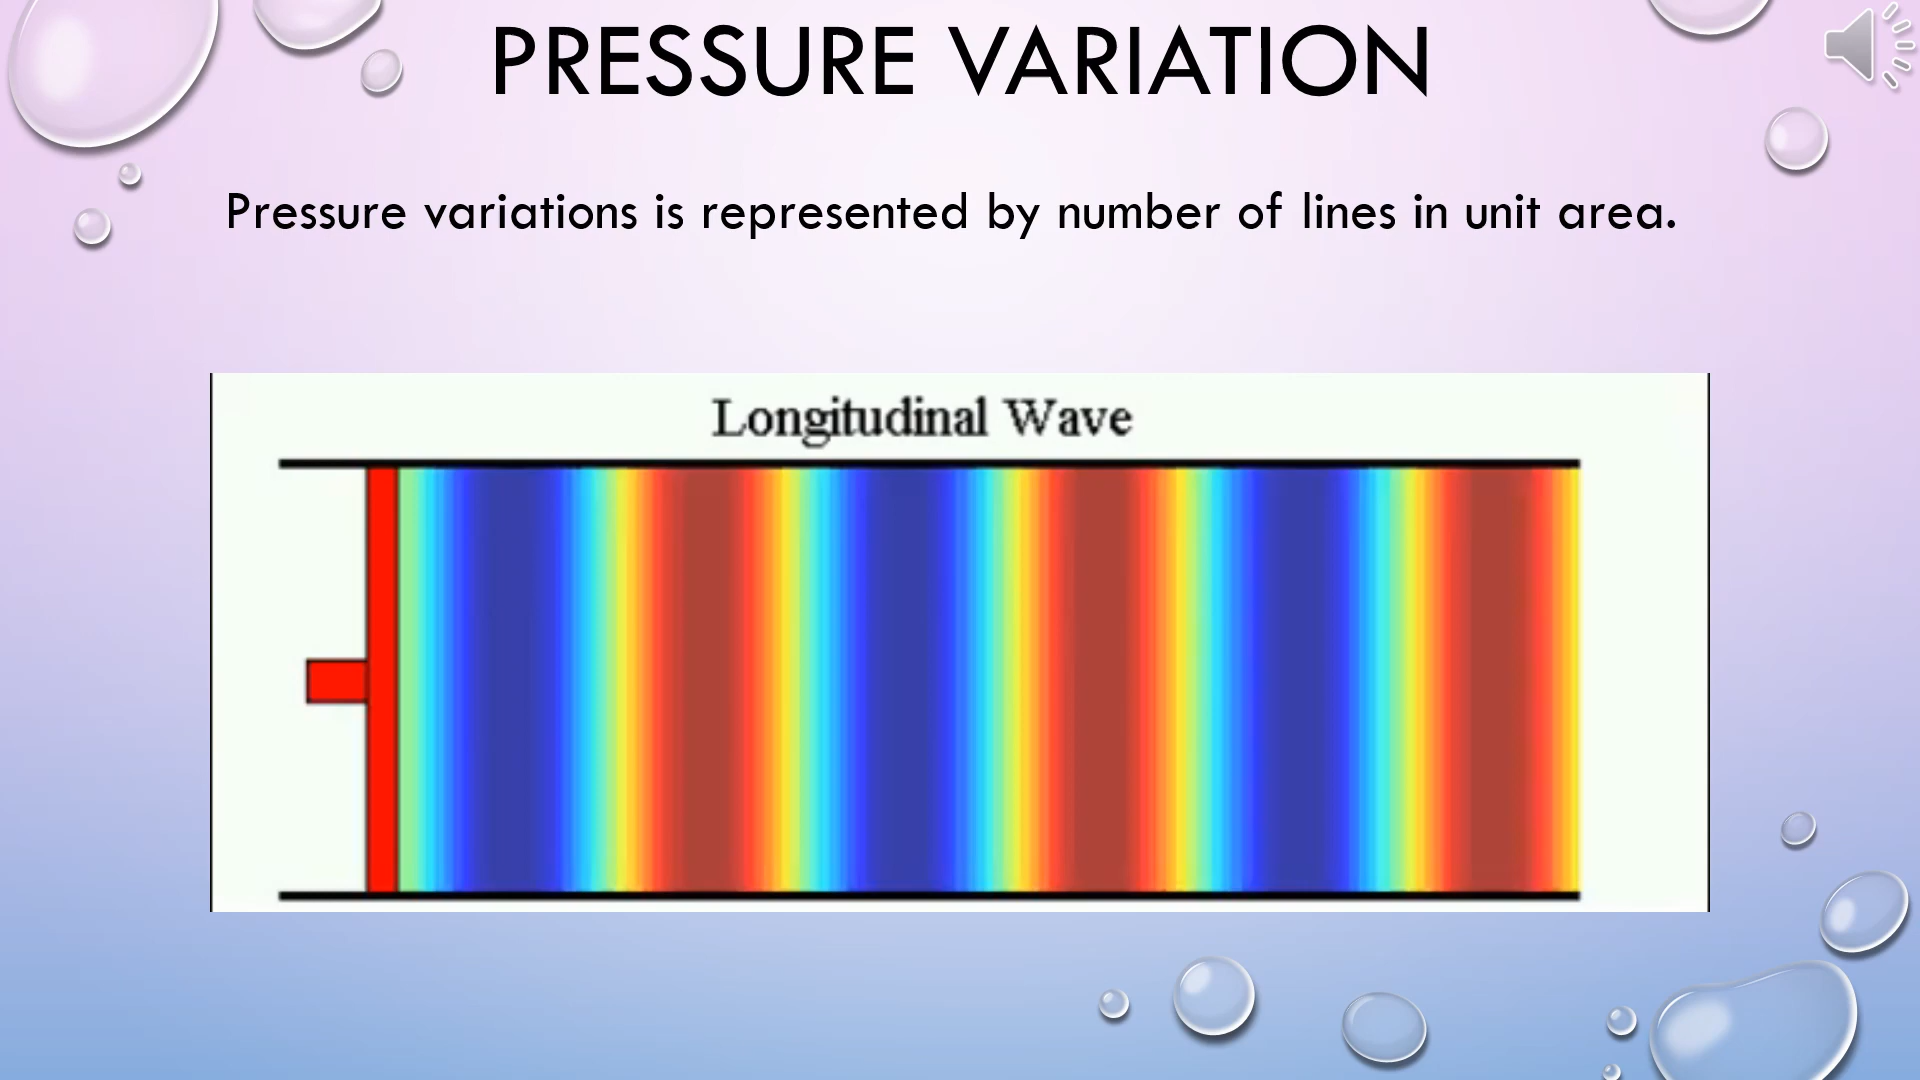 PRESSURE VARIATION
Pressure variations is represented by number of lines in unit area.
Longitudinal Wave